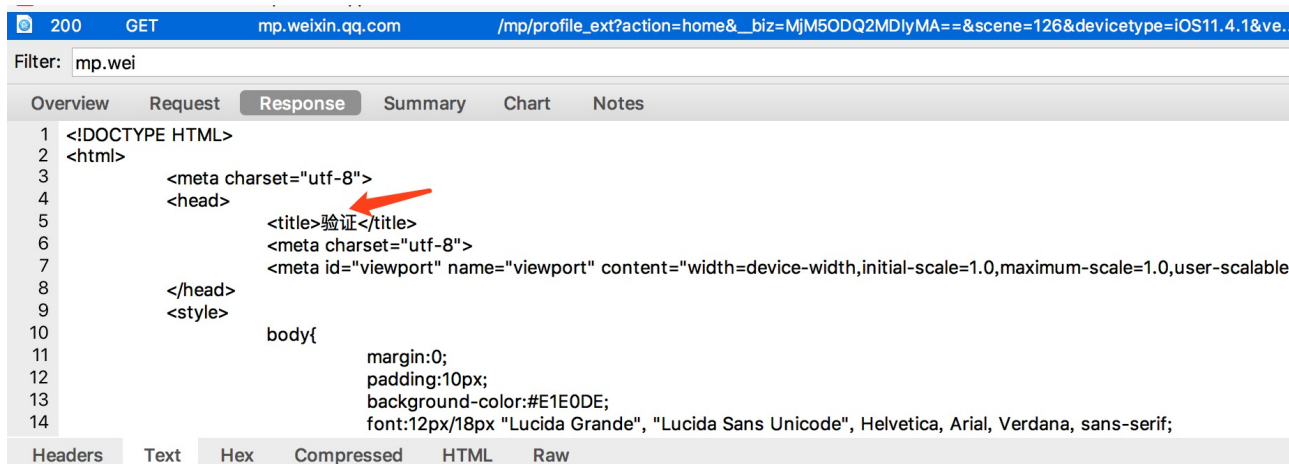 200 GET mp.weixin.qq.com /mp/profile_ext?action=home&__biz=MjM5ODQ2MDIyMA==&scene=126&devicetype=iOS11.4.1&ve...
Filter: mp.wei
Overview Request Response Summary Chart Notes
1 <!DOCTYPE HTML>
2 <html>
3 <meta charset="utf-8">
4 <head>
5 <title>验证</title>
6 <meta charset="utf-8">
7 <meta id="viewport" name="viewport" content="width=device-width,initial-scale=1.0,maximum-scale=1.0,user-scalable
8 </head>
9 <style>
10 body{
11 margin:0;
12 padding:10px;
13 background-color:#E1E0DE;
14 font:12px/18px "Lucida Grande", "Lucida Sans Unicode", Helvetica, Arial, Verdana, sans-serif;
Headers Text Hex Compressed HTML Raw